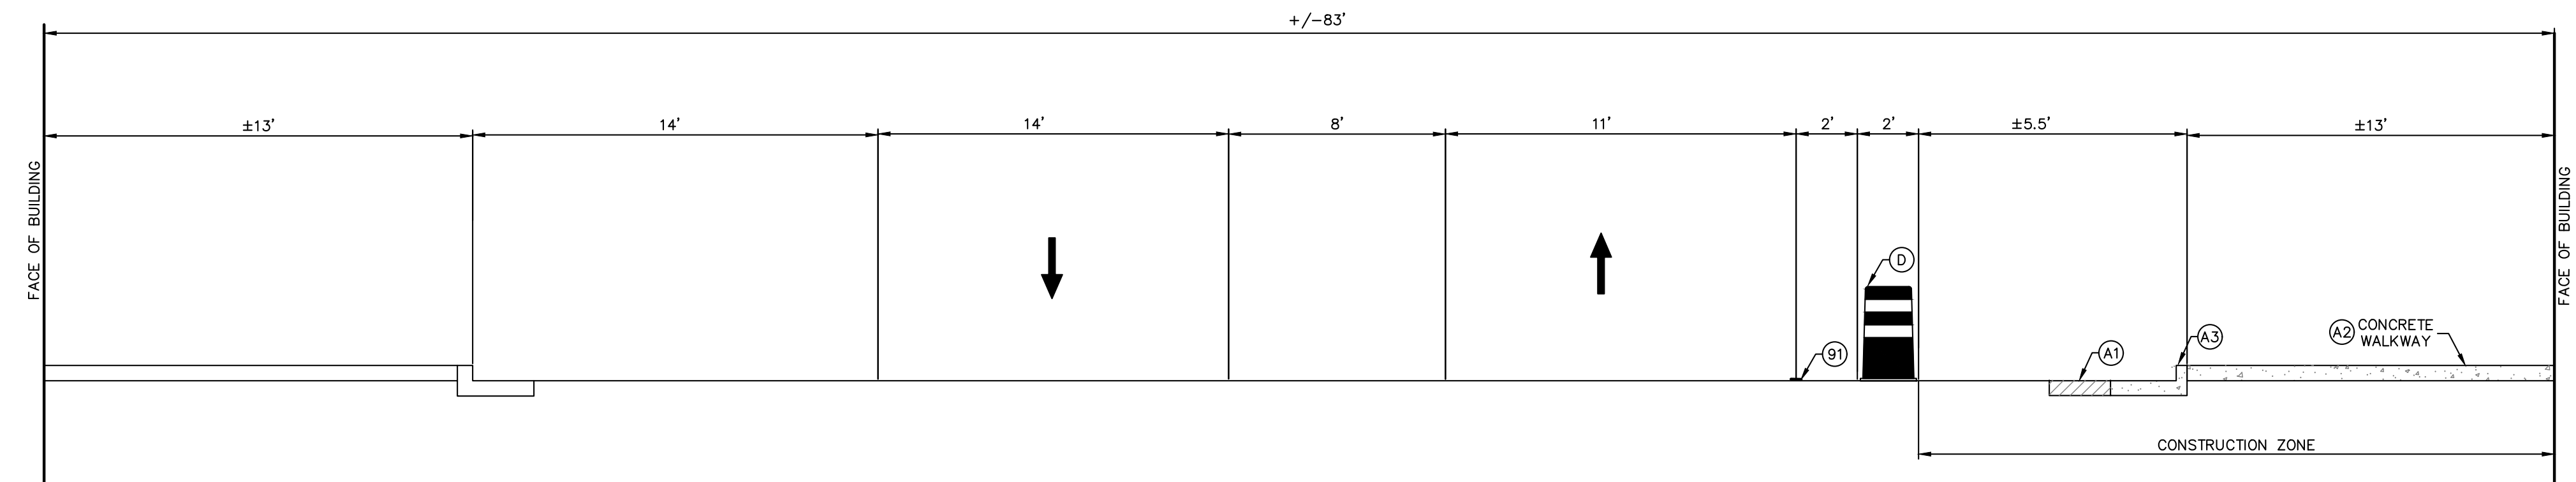 +/-83'
±13'
14'
14'
8'
11'
2'
2'
±5.5'
±13'
FACE OF BUILDING
FACE OF BUILDING
D
91
A1
A3
A2 CONCRETE
WALKWAY
CONSTRUCTION ZONE